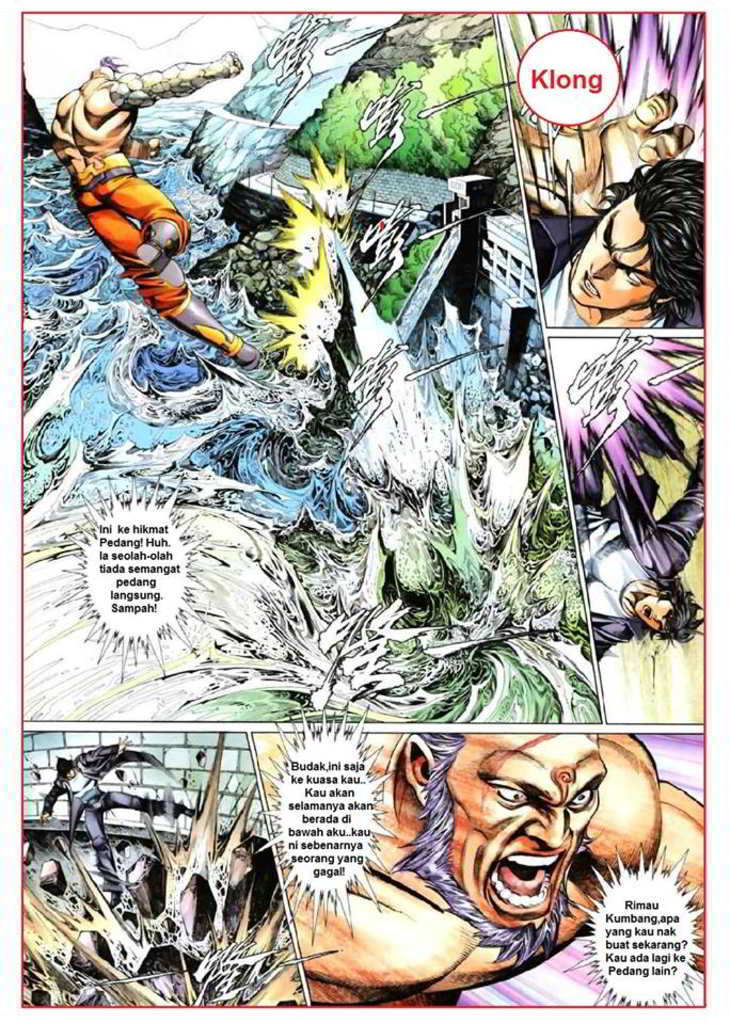 Klong
Ini ke hikmat
Pedang! Huh.
Ia seolah-olah
tiada semangat
pedang
langsung.
Sampah!
Budak,ini saja
ke kuasa kau..
Kau akan
selamanya akan
berada di
bawah aku..kau
ni sebenarnya
seorang yang
gagal!
Rimau
Kumbang,apa
yang kau nak
buat sekarang?
Kau ada lagi ke
Pedang lain?